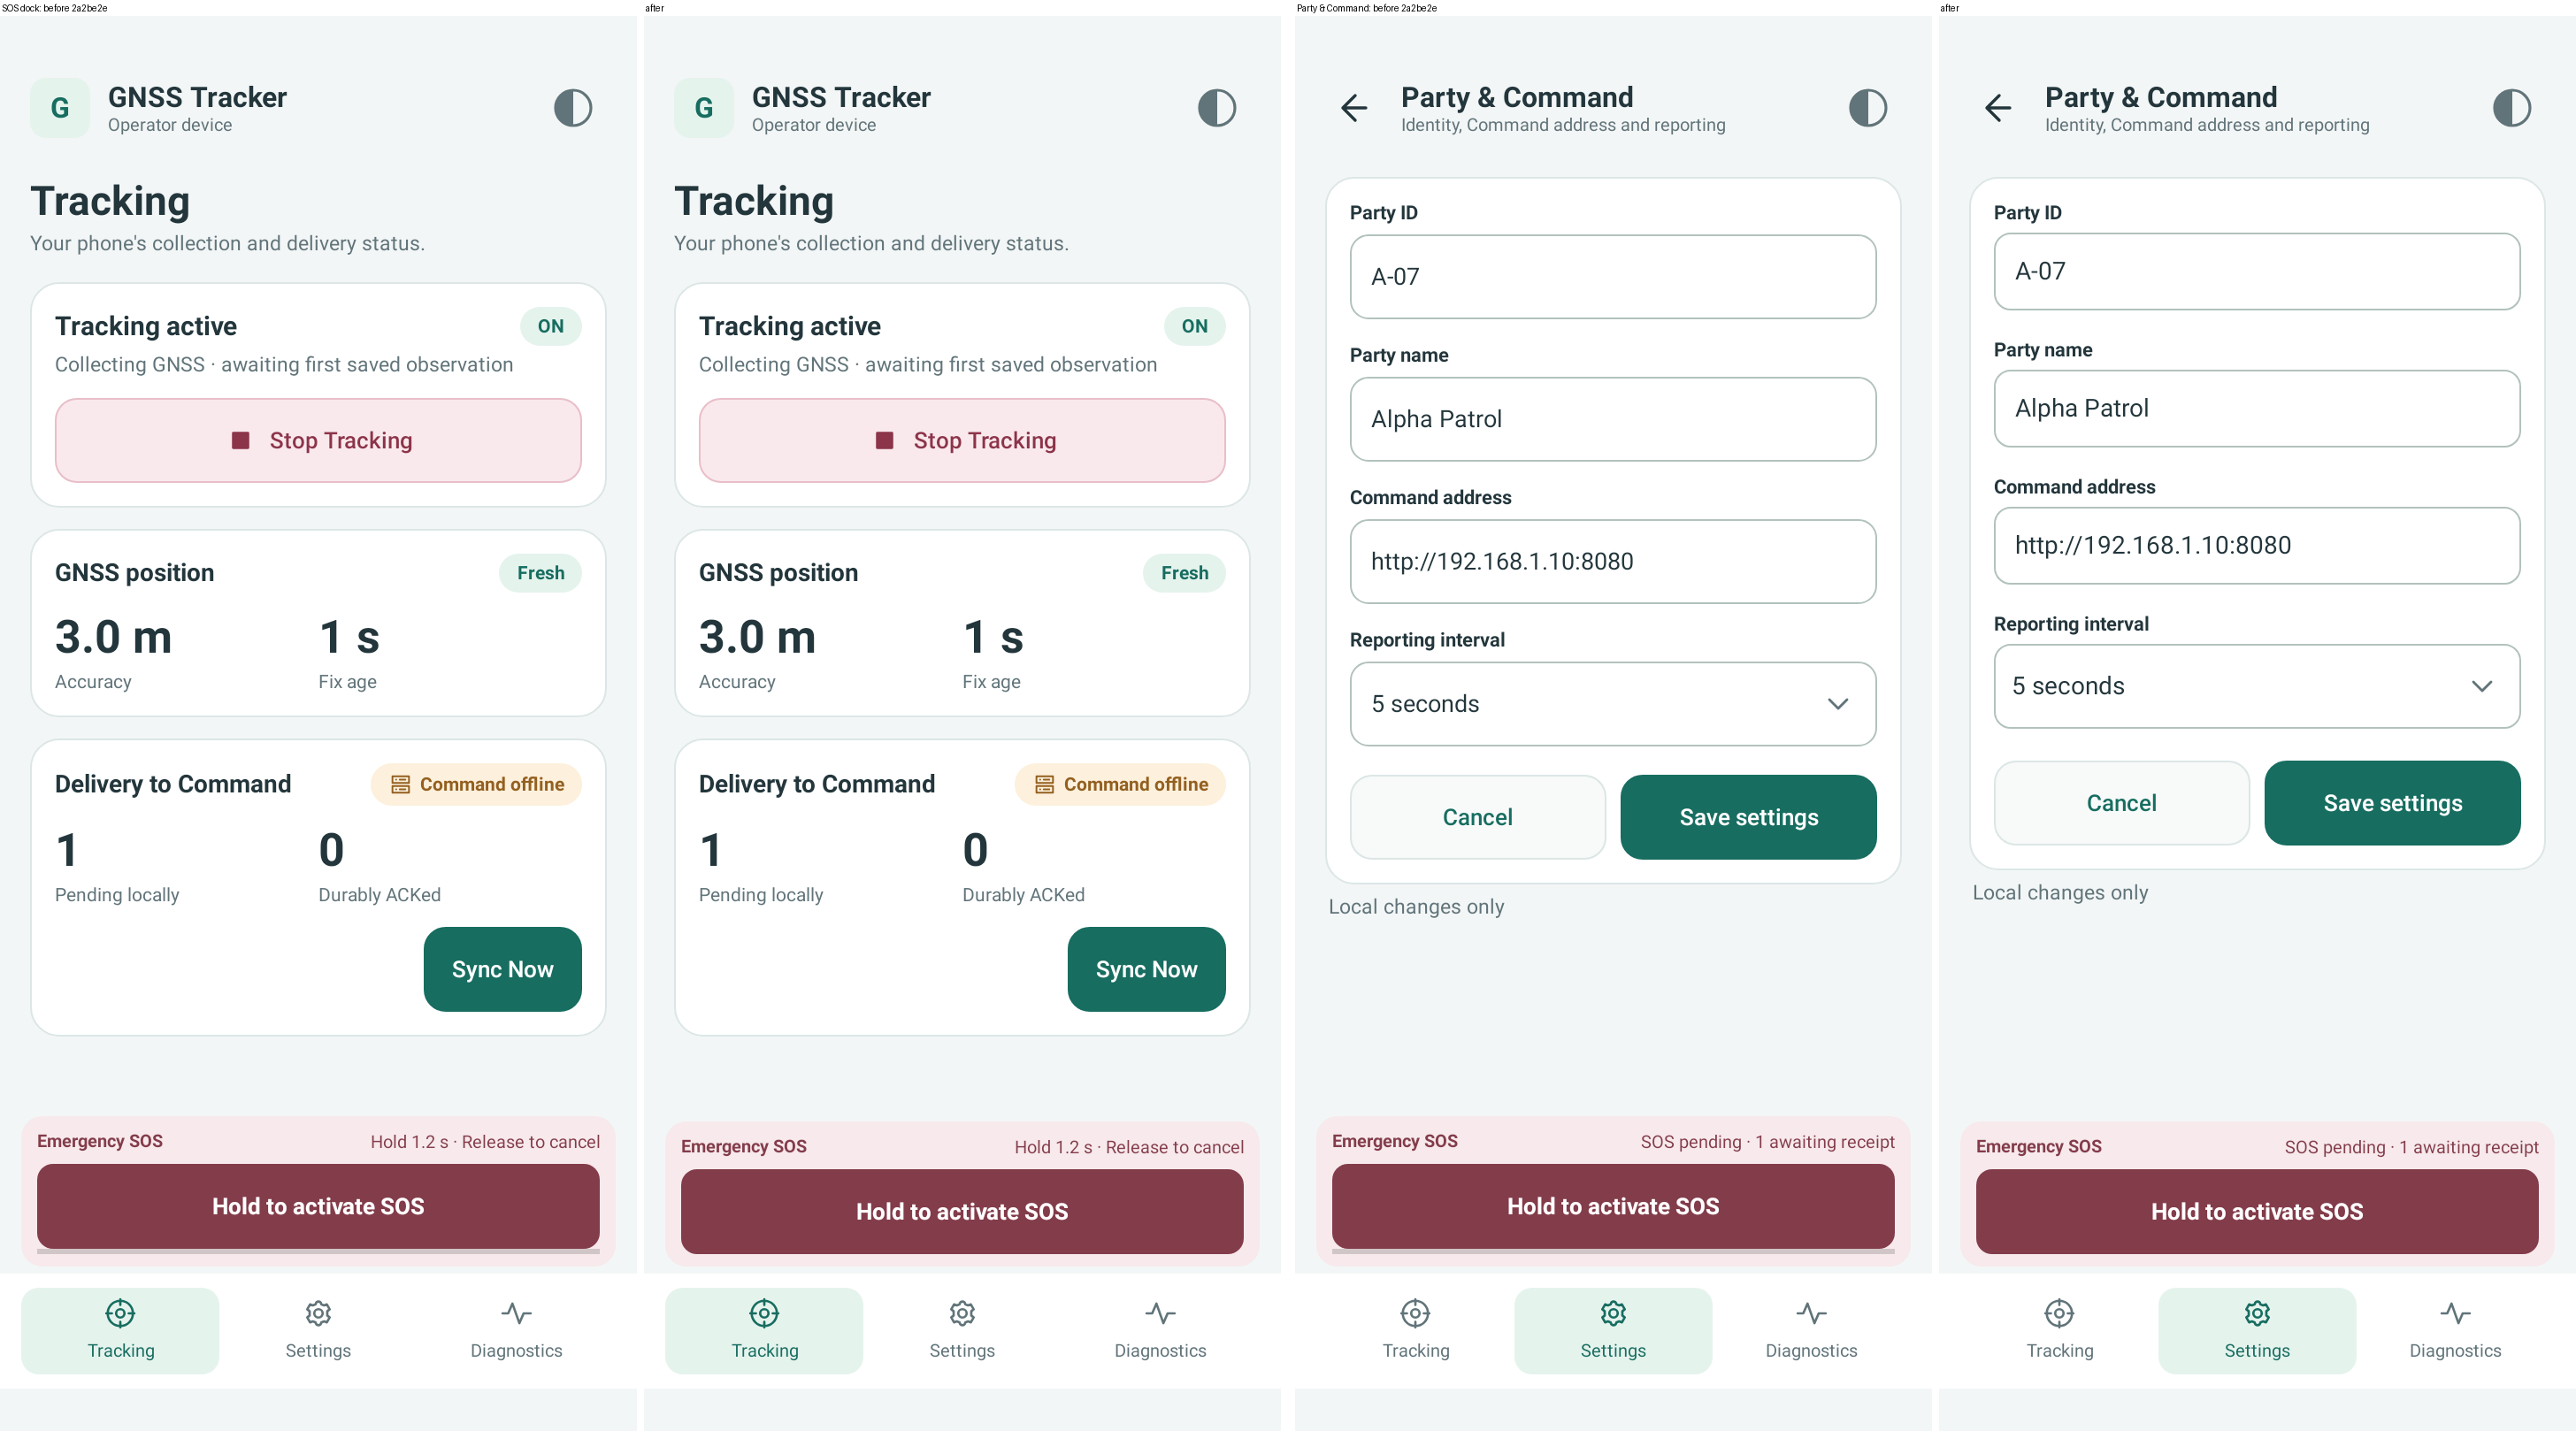 SOS dock: before 2a2be2e
G
GNSS Tracker
Operator device
Tracking
Your phone's collection and delivery status.
Tracking active
ON
Collecting GNSS · awaiting first saved observation
Stop Tracking
GNSS position
Fresh
3.0 m
1 s
Accuracy
Fix age
Delivery to Command
Command offline
1
0
Pending locally
Durably ACKed
Sync Now
Emergency SOS
Hold 1.2 s · Release to cancel
Hold to activate SOS
Tracking
Settings
Diagnostics
after
G
GNSS Tracker
Operator device
Tracking
Your phone's collection and delivery status.
Tracking active
ON
Collecting GNSS · awaiting first saved observation
Stop Tracking
GNSS position
Fresh
3.0 m
1 s
Accuracy
Fix age
Delivery to Command
Command offline
1
0
Pending locally
Durably ACKed
Sync Now
Emergency SOS
Hold 1.2 s · Release to cancel
Hold to activate SOS
Tracking
Settings
Diagnostics
Party & Command: before 2a2be2e
Party & Command
Identity, Command address and reporting
Party ID
A-07
Party name
Alpha Patrol
Command address
http://192.168.1.10:8080
Reporting interval
5 seconds
Cancel
Save settings
Local changes only
Emergency SOS
SOS pending · 1 awaiting receipt
Hold to activate SOS
Tracking
Settings
Diagnostics
after
Party & Command
Identity, Command address and reporting
Party ID
A-07
Party name
Alpha Patrol
Command address
http://192.168.1.10:8080
Reporting interval
5 seconds
Cancel
Save settings
Local changes only
Emergency SOS
SOS pending · 1 awaiting receipt
Hold to activate SOS
Tracking
Settings
Diagnostics